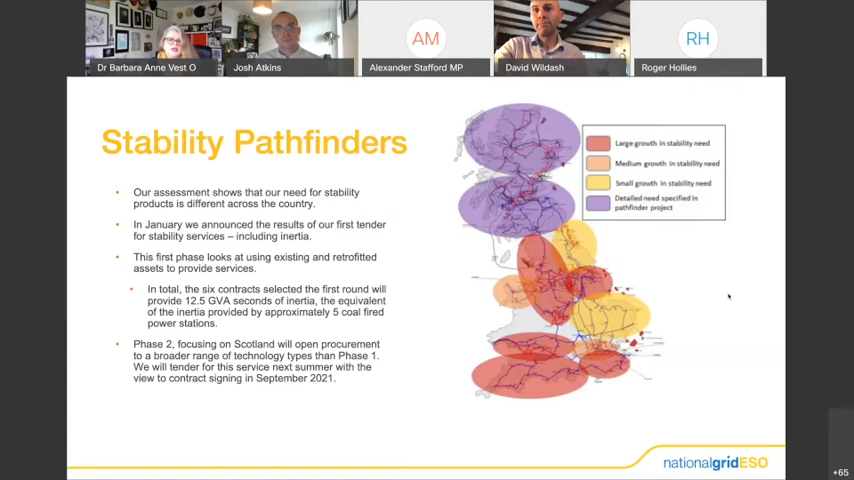 AM
RH
Dr Barbara Anne Vest O
Josh Atkins
Alexander Stafford MP
David Wildash
Roger Hollies
Stability Pathfinders
• Our assessment shows that our need for stability
products is different across the country.
• In January we announced the results of our first tender
for stability services – including inertia.
• This first phase looks at using existing and retrofitted
assets to provide services.
• In total, the six contracts selected the first round will
provide 12.5 GVA seconds of inertia, the equivalent
of the inertia provided by approximately 5 coal fired
power stations.
• Phase 2, focusing on Scotland will open procurement
to a broader range of technology types than Phase 1.
We will tender for this service next summer with the
view to contract signing in September 2021.
Large growth in stability need
Medium growth in stability need
Small growth in stability need
Detailed need specified in
pathfinder project
nationalgridESO
+65